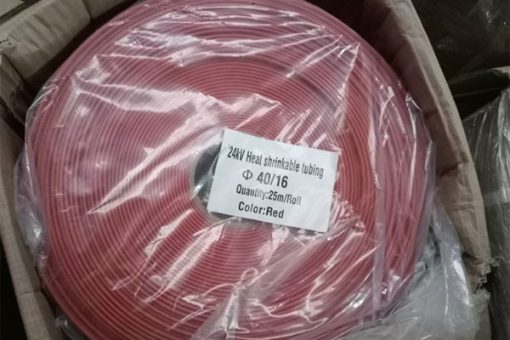 24kV Heat shrinkable tubing
Φ 40/16
Quantity:25m/Roll
Color:Red